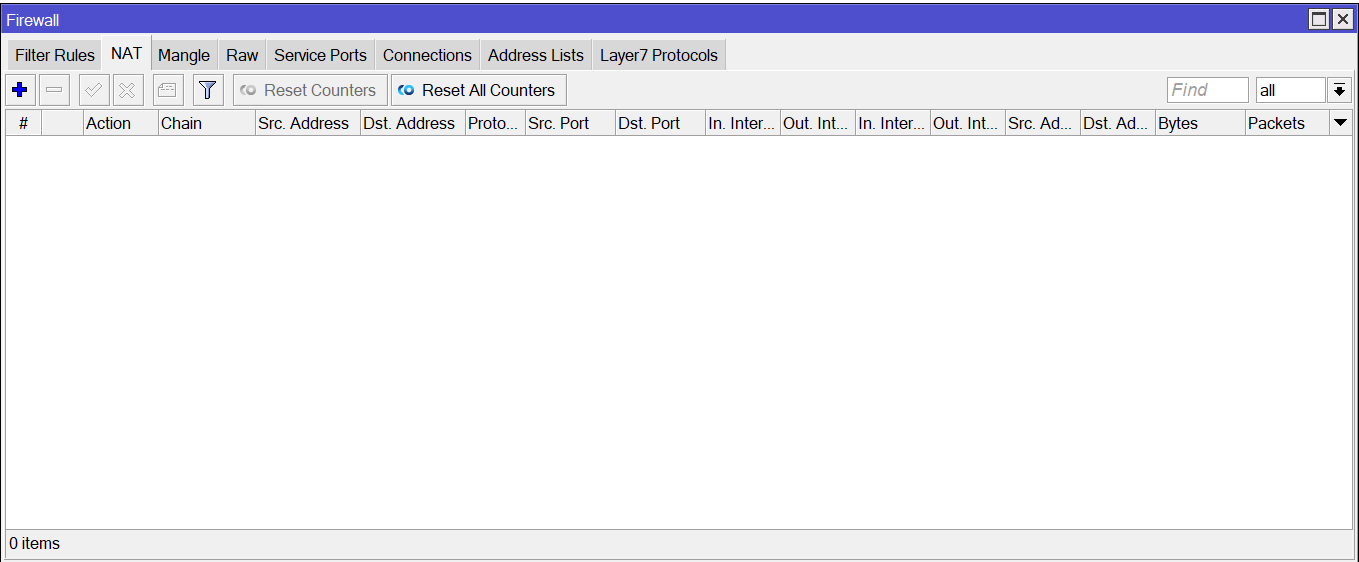 Firewall
Filter Rules NAT Mangle Raw Service Ports Connections Address Lists Layer7 Protocols
Reset Counters Reset All Counters Find all
# Action Chain Src. Address Dst. Address Proto... Src. Port Dst. Port In. Inter... Out. Int... In. Inter... Out. Int... Src. Ad... Dst. Ad... Bytes Packets
0 items